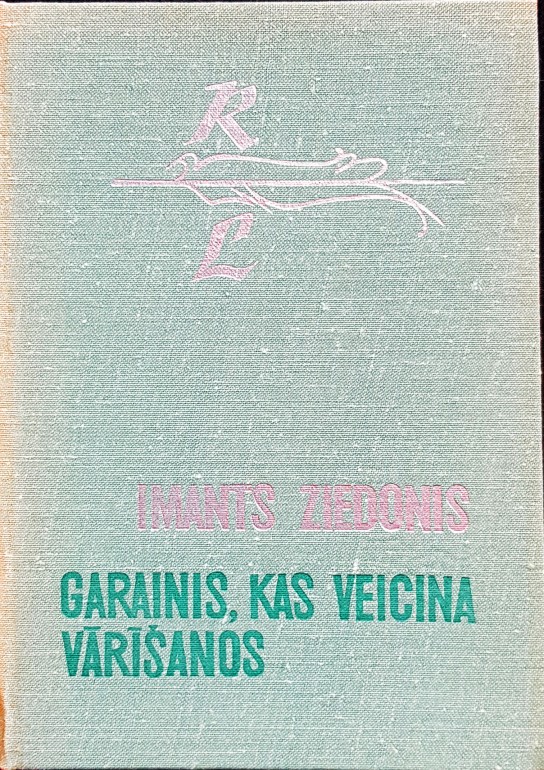 R
L
IMANTS ZIEDONIS
GARAINIS, KAS VEICINA
VĀRĪŠANOS